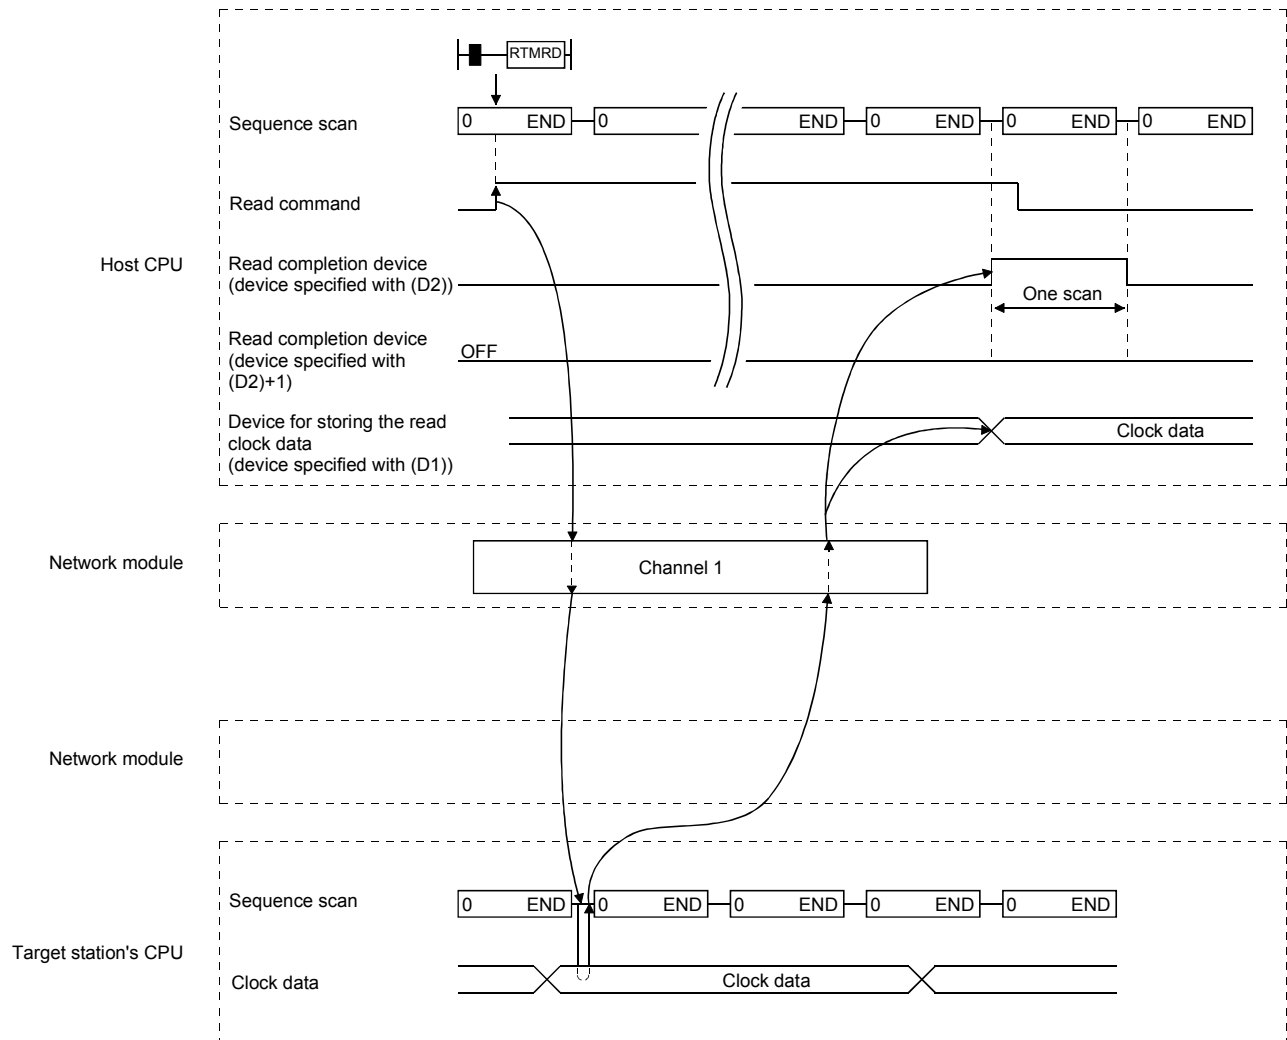 RTMRD
Sequence scan
0 END 0 END 0 END 0 END 0 END
Read command
Host CPU
Read completion device
(device specified with (D2))
One scan
Read completion device
(device specified with
(D2)+1)
OFF
Device for storing the read
clock data
(device specified with (D1))
Clock data
Network module
Channel 1
Network module
Sequence scan
0 END 0 END 0 END 0 END 0 END
Target station's CPU
Clock data
Clock data